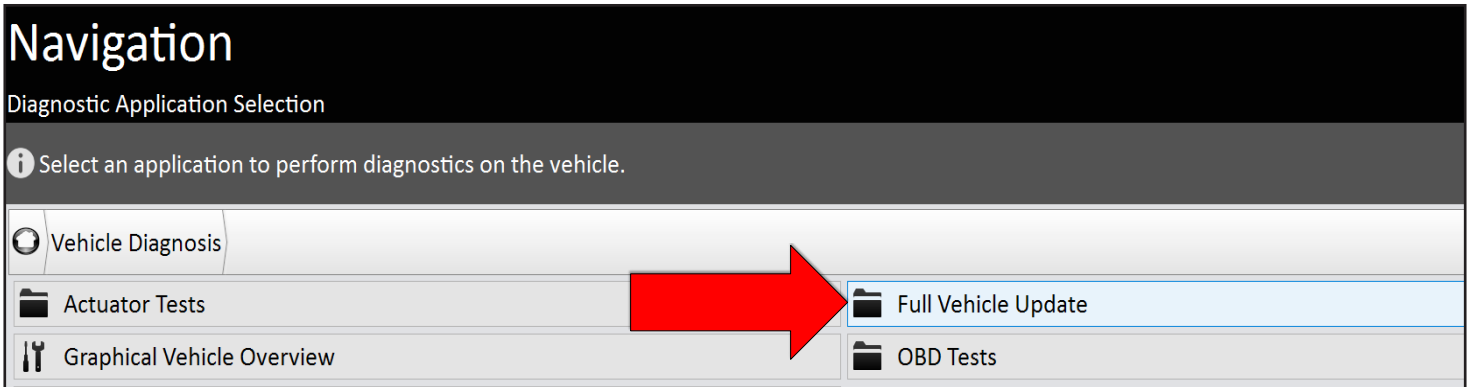 Navigation
Diagnostic Application Selection
Select an application to perform diagnostics on the vehicle.
Vehicle Diagnosis
Actuator Tests
Full Vehicle Update
Graphical Vehicle Overview
OBD Tests